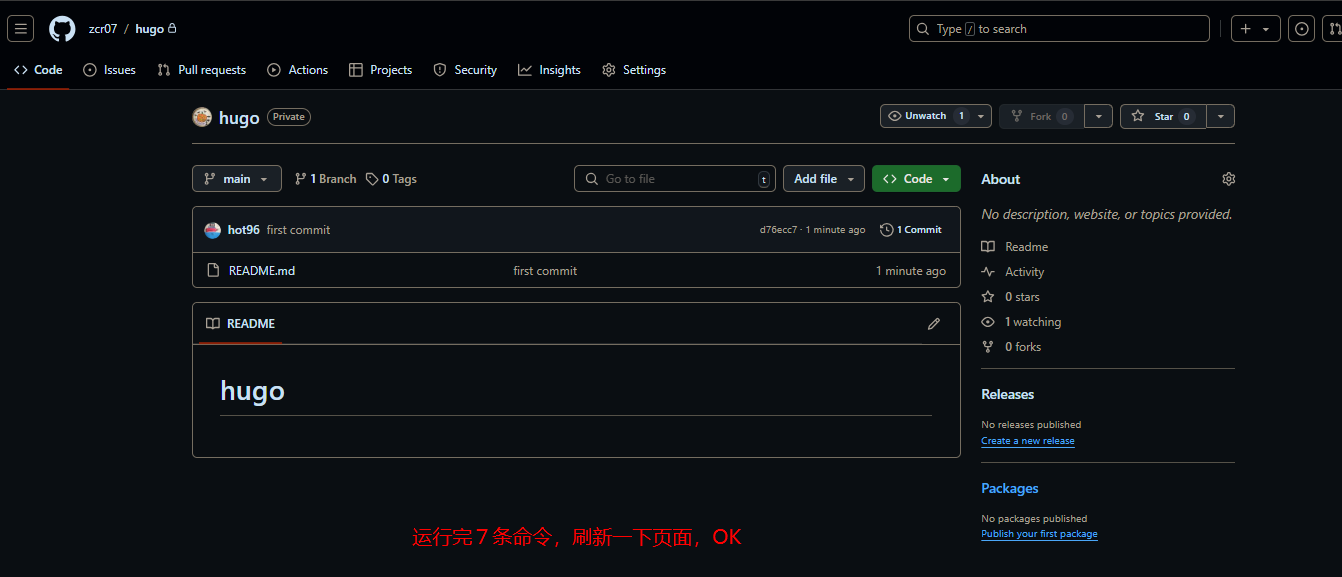 zcr07 / hugo
Type / to search
Code Issues Pull requests Actions Projects Security Insights Settings
hugo Private
Unwatch 1 Fork 0 Star 0
main 1 Branch 0 Tags
Go to file t Add file Code
hot96 first commit d76ecc7 · 1 minute ago 1 Commit
README.md first commit 1 minute ago
README
hugo
About
No description, website, or topics provided.
Readme
Activity
0 stars
1 watching
0 forks
Releases
No releases published
Create a new release
Packages
No packages published
Publish your first package
运行完 7 条命令，刷新一下页面，OK